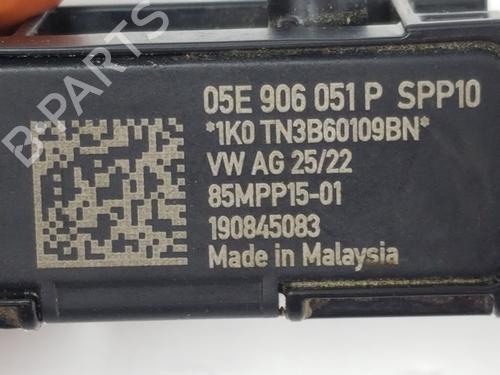 B-PARTS
05E 906 051 P SPP10
*1K0 TN3B60109BN*
VW AG 25/22
85MPP15-01
190845083
Made in Malaysia